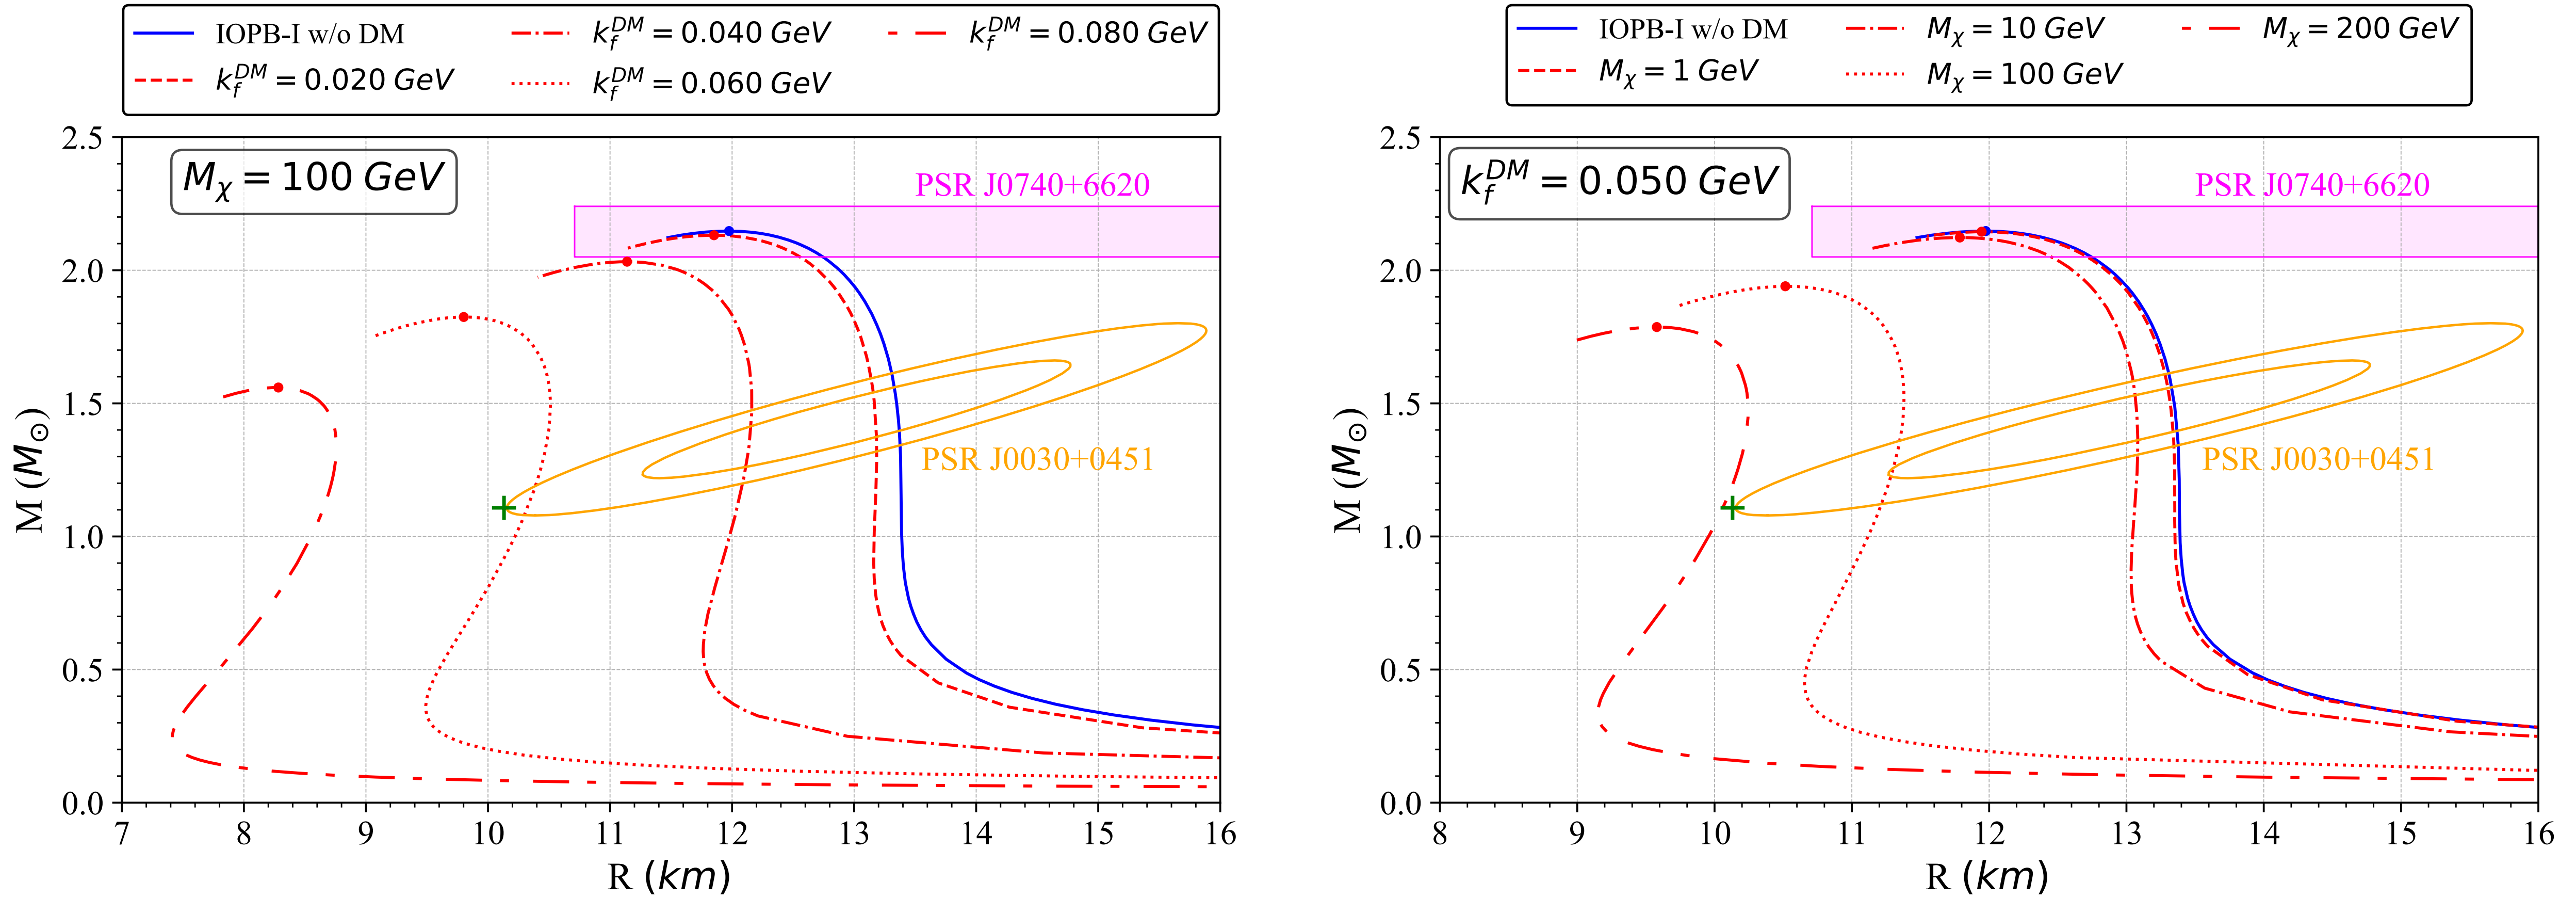 IOPB-I w/o DM
k_f^{DM} = 0.020 GeV
k_f^{DM} = 0.040 GeV
k_f^{DM} = 0.060 GeV
k_f^{DM} = 0.080 GeV
M_χ = 100 GeV
PSR J0740+6620
PSR J0030+0451
M (M_⊙)
2.5
2.0
1.5
1.0
0.5
0.0
7 8 9 10 11 12 13 14 15 16
R (km)
IOPB-I w/o DM
M_χ = 1 GeV
M_χ = 10 GeV
M_χ = 100 GeV
M_χ = 200 GeV
k_f^{DM} = 0.050 GeV
PSR J0740+6620
PSR J0030+0451
M (M_⊙)
2.5
2.0
1.5
1.0
0.5
0.0
8 9 10 11 12 13 14 15 16
R (km)